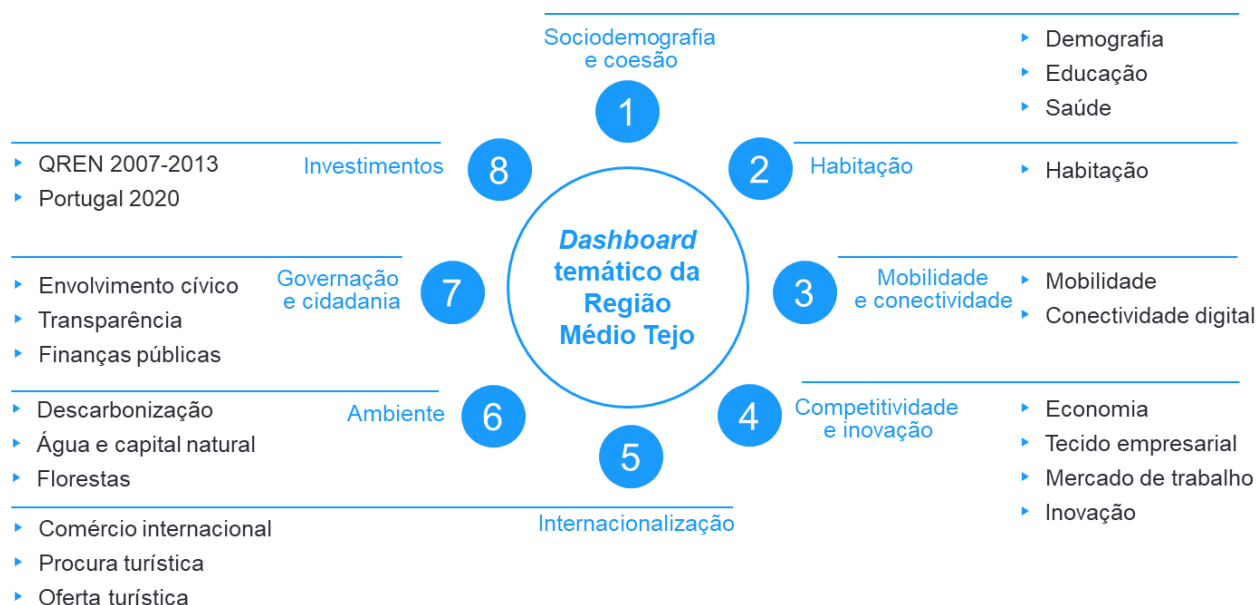 Dashboard
temático da
Região
Médio Tejo
Sociodemografia
e coesão
1
Demografia
Educação
Saúde
2
Habitação
Habitação
3
Mobilidade
e conectividade
Mobilidade
Conectividade digital
4
Competitividade
e inovação
Economia
Tecido empresarial
Mercado de trabalho
Inovação
5
Internacionalização
Comércio internacional
Procura turística
Oferta turística
6
Ambiente
Descarbonização
Água e capital natural
Florestas
7
Governação
e cidadania
Envolvimento cívico
Transparência
Finanças públicas
8
Investimentos
QREN 2007-2013
Portugal 2020